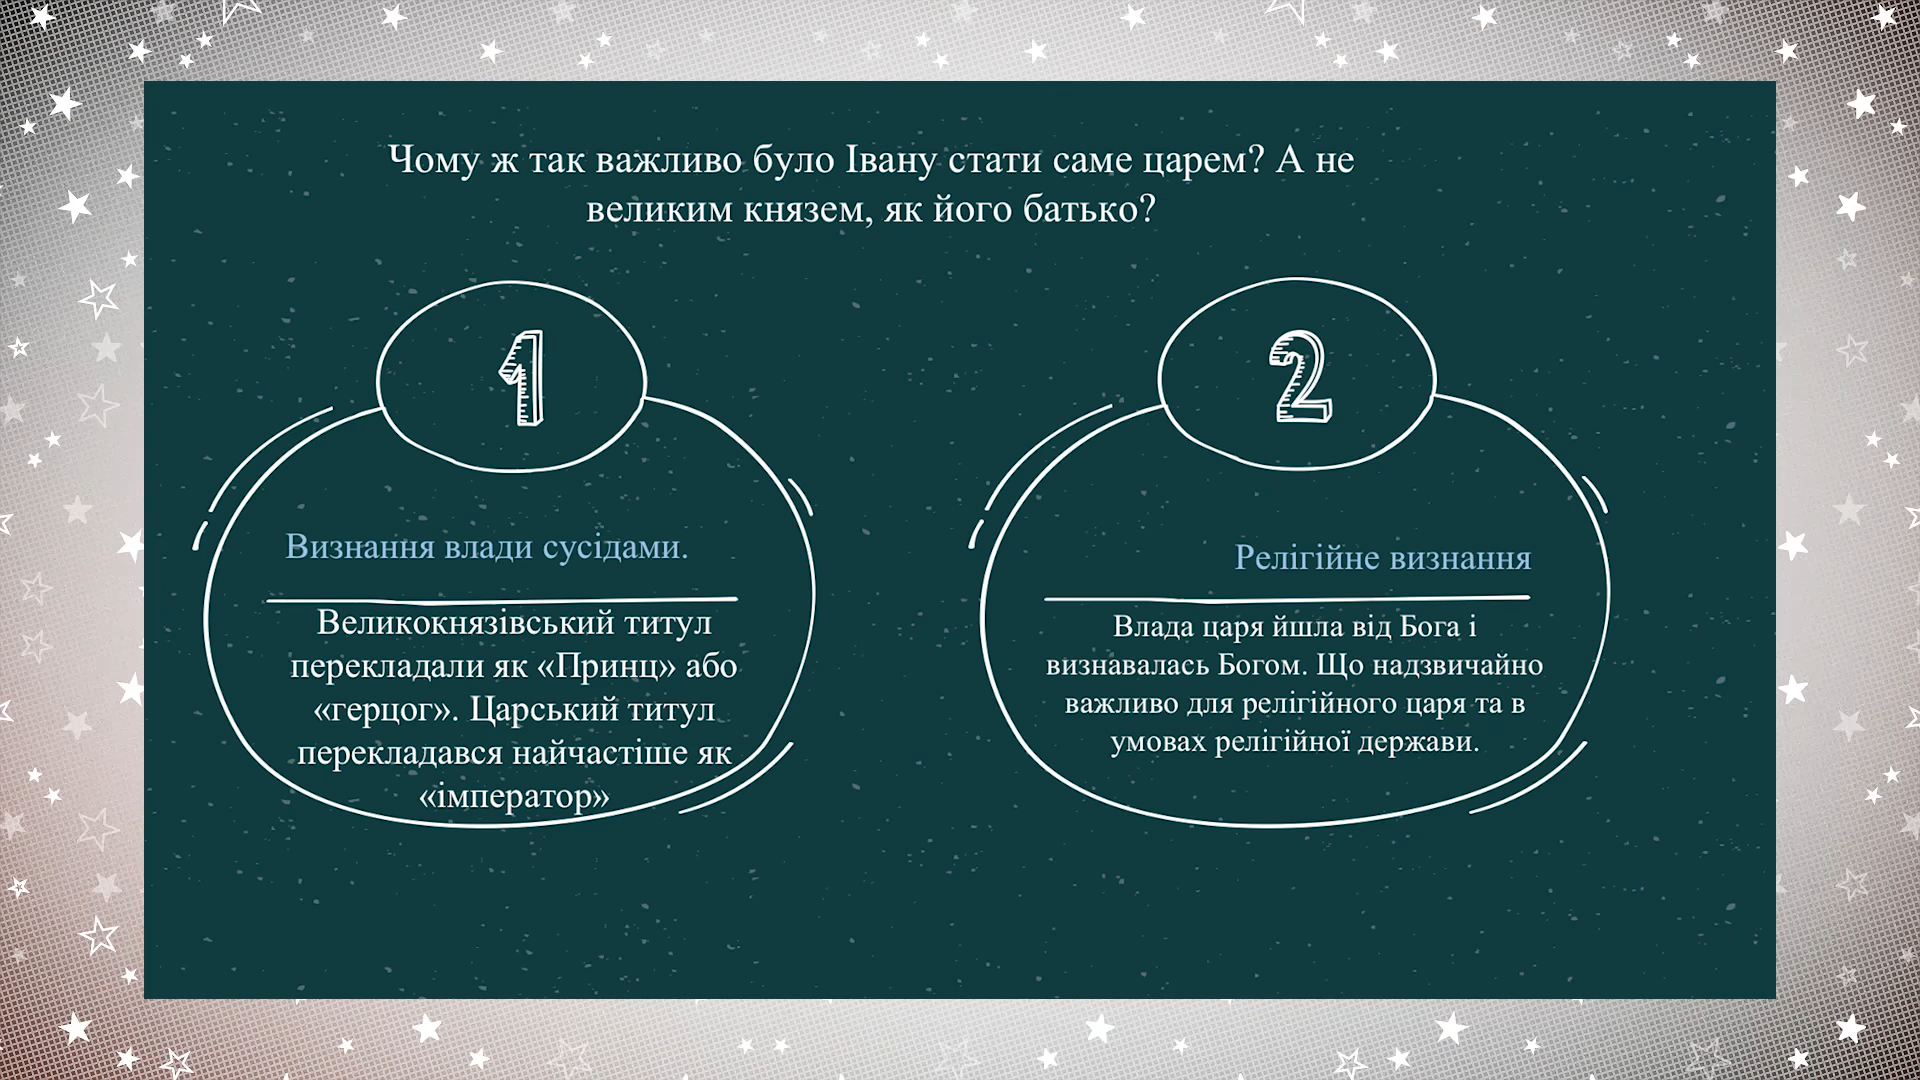 Чому ж так важливо було Івану стати саме царем? А не
великим князем, як його батько?
1
Визнання влади сусідами.
Великокнязівський титул
перекладали як «Принц» або
«герцог». Царський титул
перекладався найчастіше як
«імператор»
2
Релігійне визнання
Влада царя йшла від Бога і
визнавалась Богом. Що надзвичайно
важливо для релігійного царя та в
умовах релігійної держави.